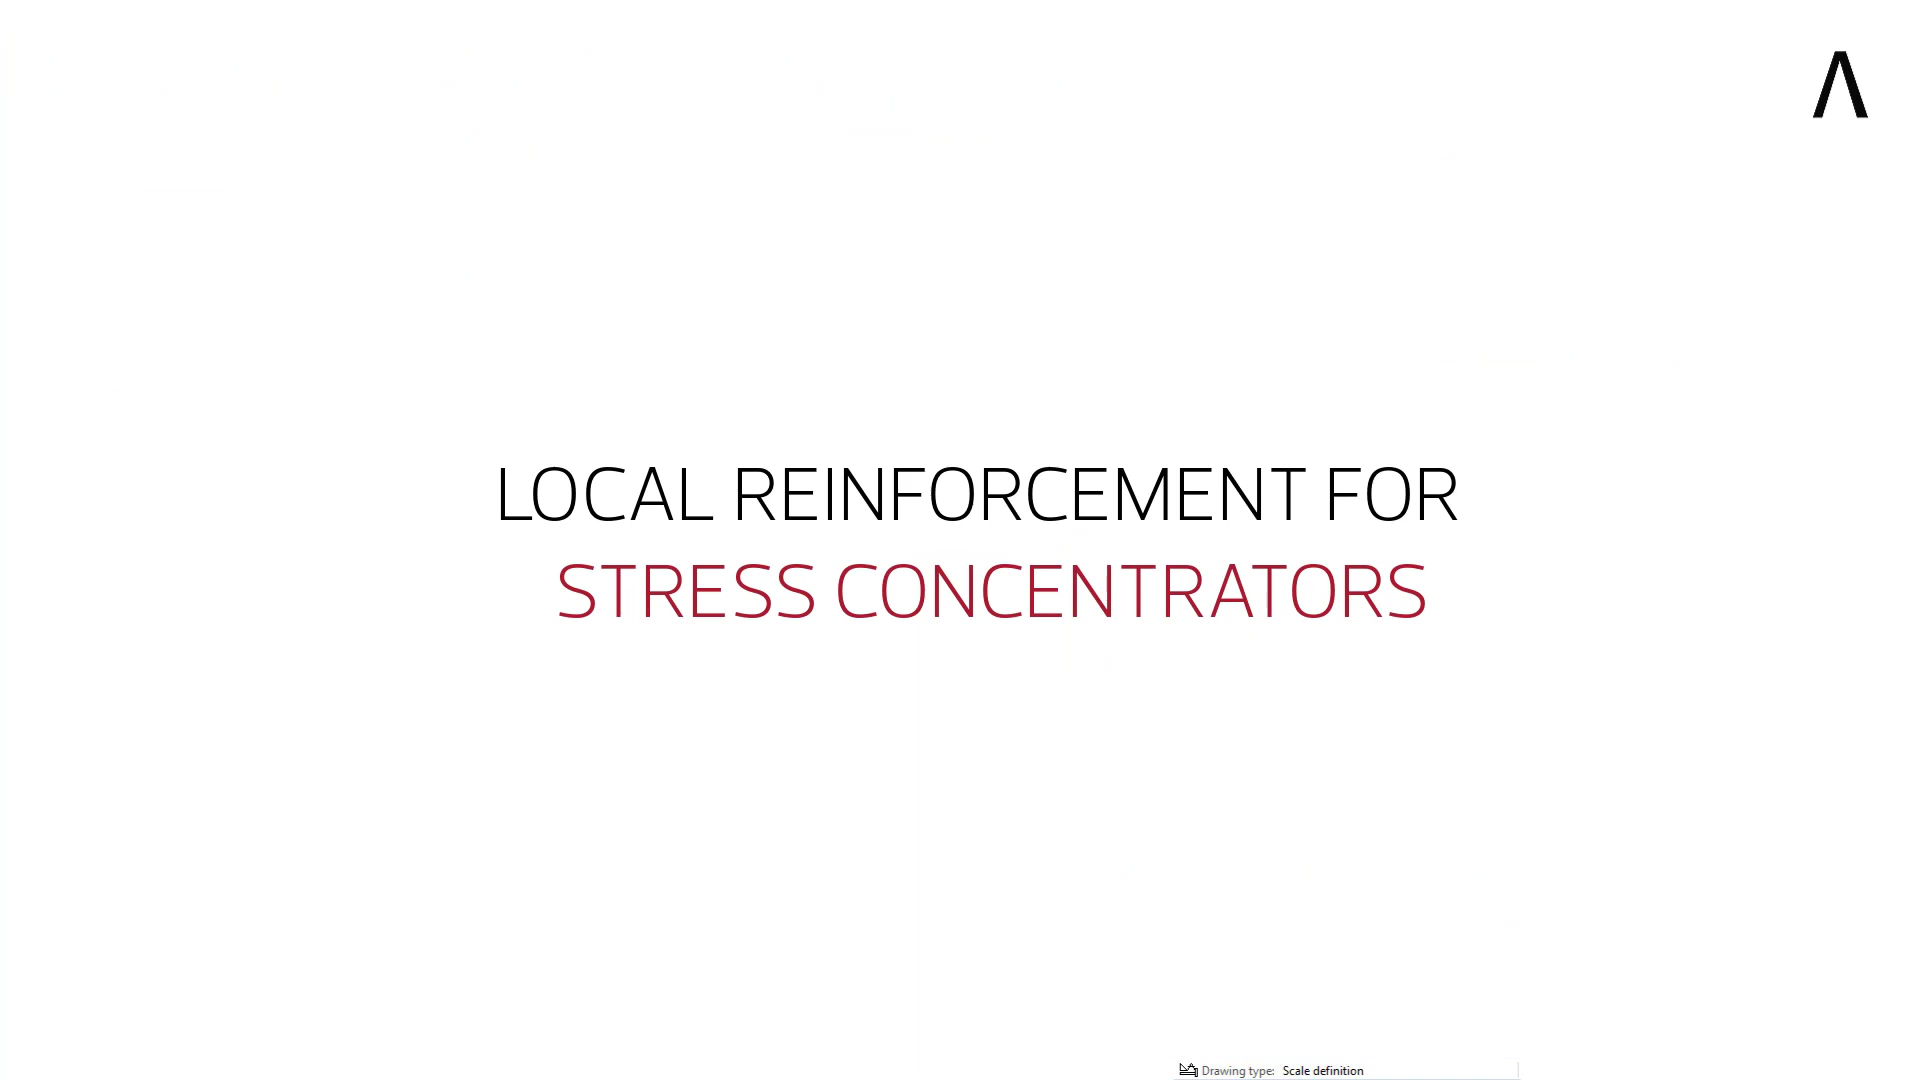 LOCAL REINFORCEMENT FOR
STRESS CONCENTRATORS
Drawing type: Scale definition